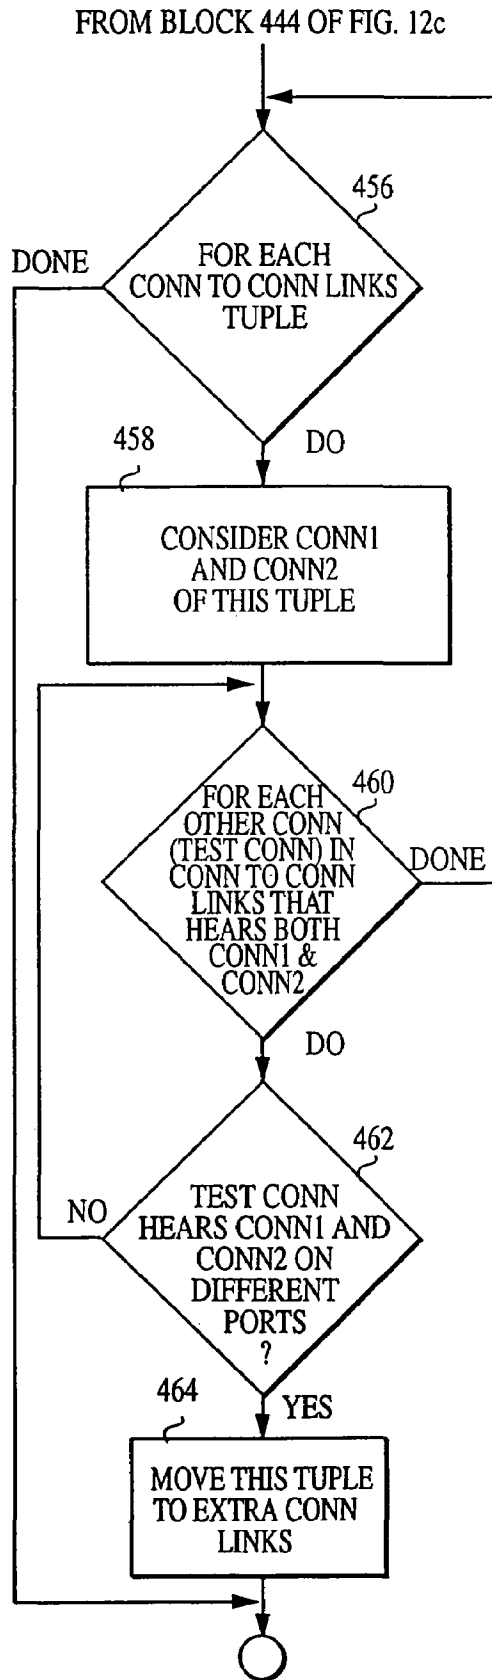 FROM BLOCK 444 OF FIG. 12c
456
DONE
FOR EACH
CONN TO CONN LINKS
TUPLE
DO
458
CONSIDER CONN1
AND CONN2
OF THIS TUPLE
460
FOR EACH
OTHER CONN
(TEST CONN) IN
CONN TO CONN
LINKS THAT
HEARS BOTH
CONN1 &
CONN2
DONE
DO
462
NO
TEST CONN
HEARS CONN1 AND
CONN2 ON
DIFFERENT
PORTS
?
464
YES
MOVE THIS TUPLE
TO EXTRA CONN
LINKS